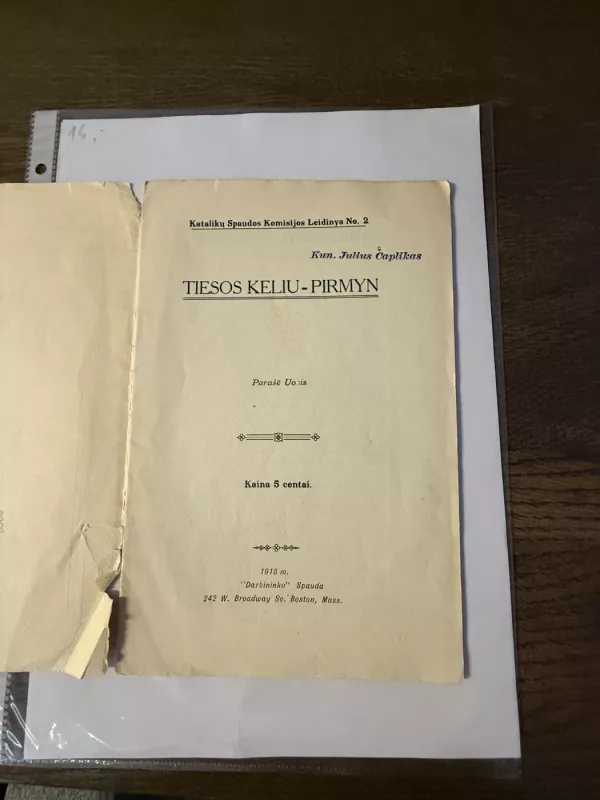 15,-
Katalikų Spaudos Komisijos Leidinys No. 2
Kun. Julius Čaplikas
TIESOS KELIU - PIRMYN
Parašė
Kaina 5 centai.
1918 m.
"Darbininko" Spauda
242 W. Broadway So. Boston, Mass.